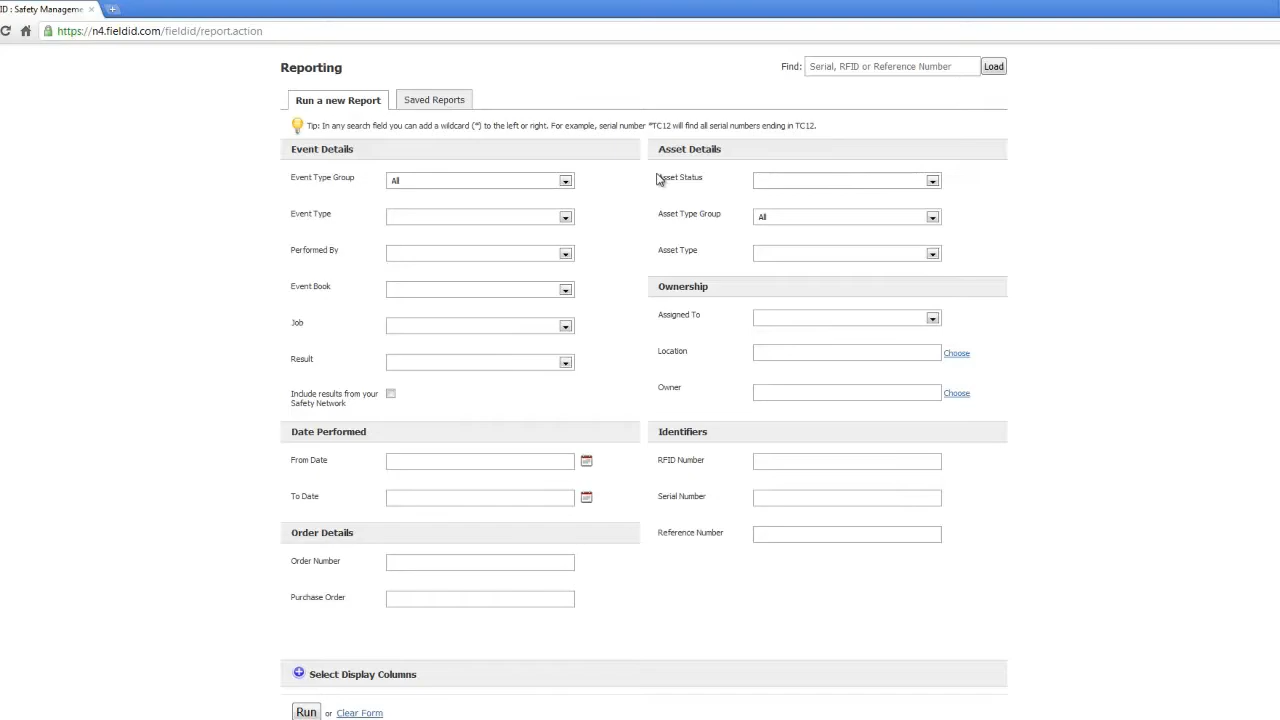 ID : Safety Manageme
https://n4.fieldid.com/fieldid/report.action
Reporting
Find: Serial, RFID or Reference Number Load
Run a new Report Saved Reports
Tip: In any search field you can add a wildcard (*) to the left or right. For example, serial number *TC12 will find all serial numbers ending in TC12.
Event Details
Event Type Group All
Event Type
Performed By
Event Book
Job
Result
Include results from your
Safety Network
Date Performed
From Date
To Date
Order Details
Order Number
Purchase Order
Asset Details
Asset Status
Asset Type Group All
Asset Type
Ownership
Assigned To
Location Choose
Owner Choose
Identifiers
RFID Number
Serial Number
Reference Number
Select Display Columns
Run or Clear Form